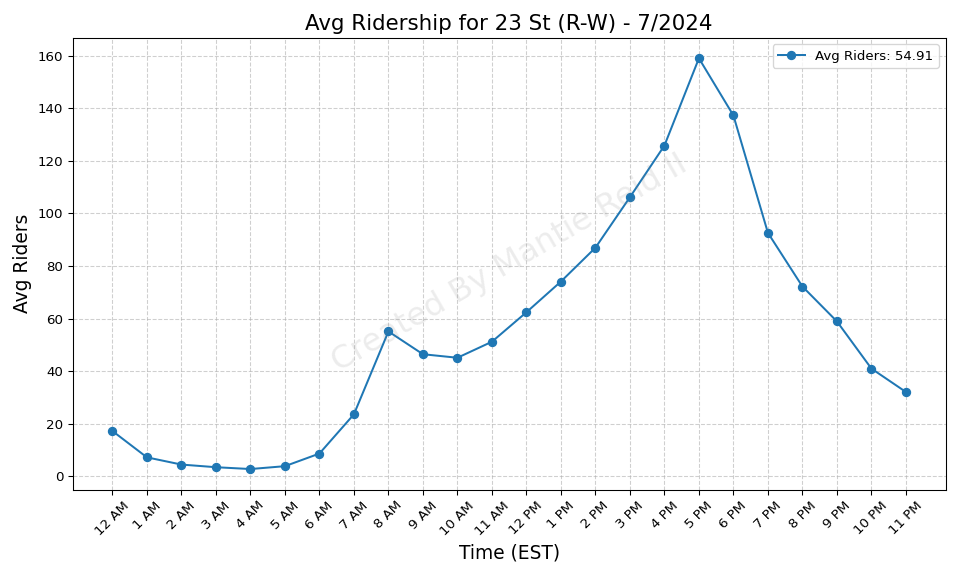 Avg Ridership for 23 St (R-W) - 7/2024
Avg Riders: 54.91
Avg Riders
160
140
120
100
80
60
40
20
0
Created By Mantle Reid II
12 AM
1 AM
2 AM
3 AM
4 AM
5 AM
6 AM
7 AM
8 AM
9 AM
10 AM
11 AM
12 PM
1 PM
2 PM
3 PM
4 PM
5 PM
6 PM
7 PM
8 PM
9 PM
10 PM
11 PM
Time (EST)